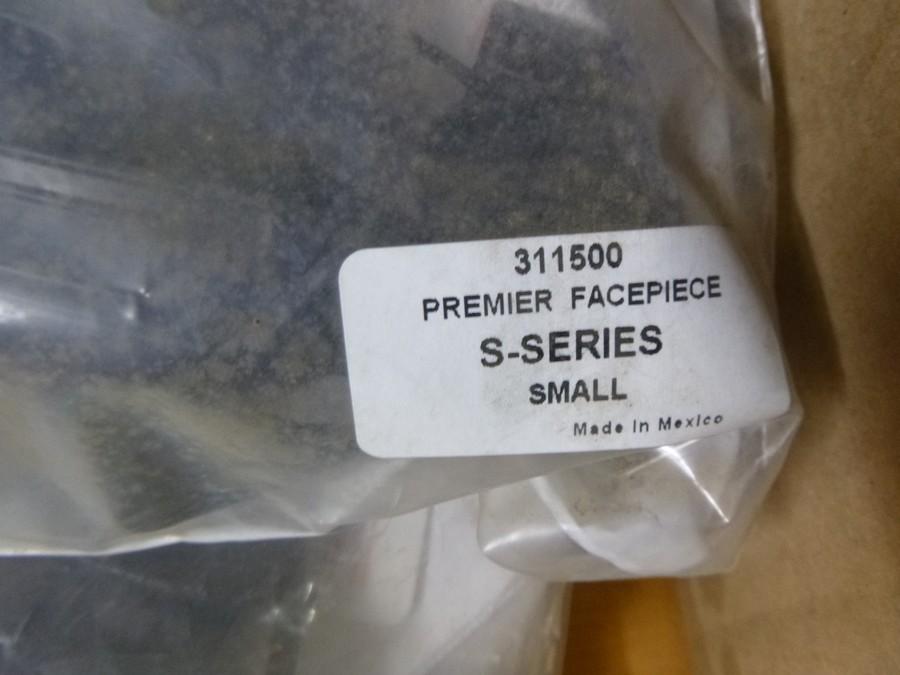 311500
PREMIER FACEPIECE
S-SERIES
SMALL
Made In Mexico